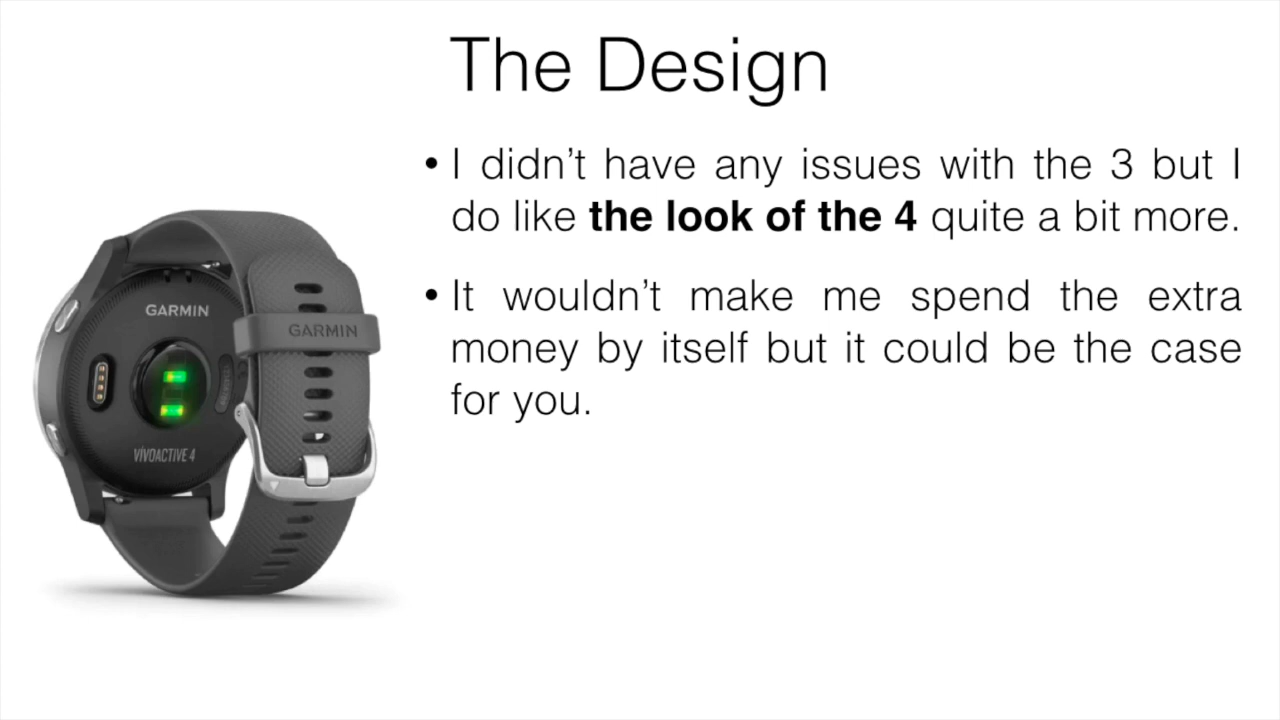 The Design
• I didn’t have any issues with the 3 but I
do like the look of the 4 quite a bit more.
• It wouldn’t make me spend the extra
money by itself but it could be the case
for you.
GARMIN
GARMIN
VÍVOACTIVE 4